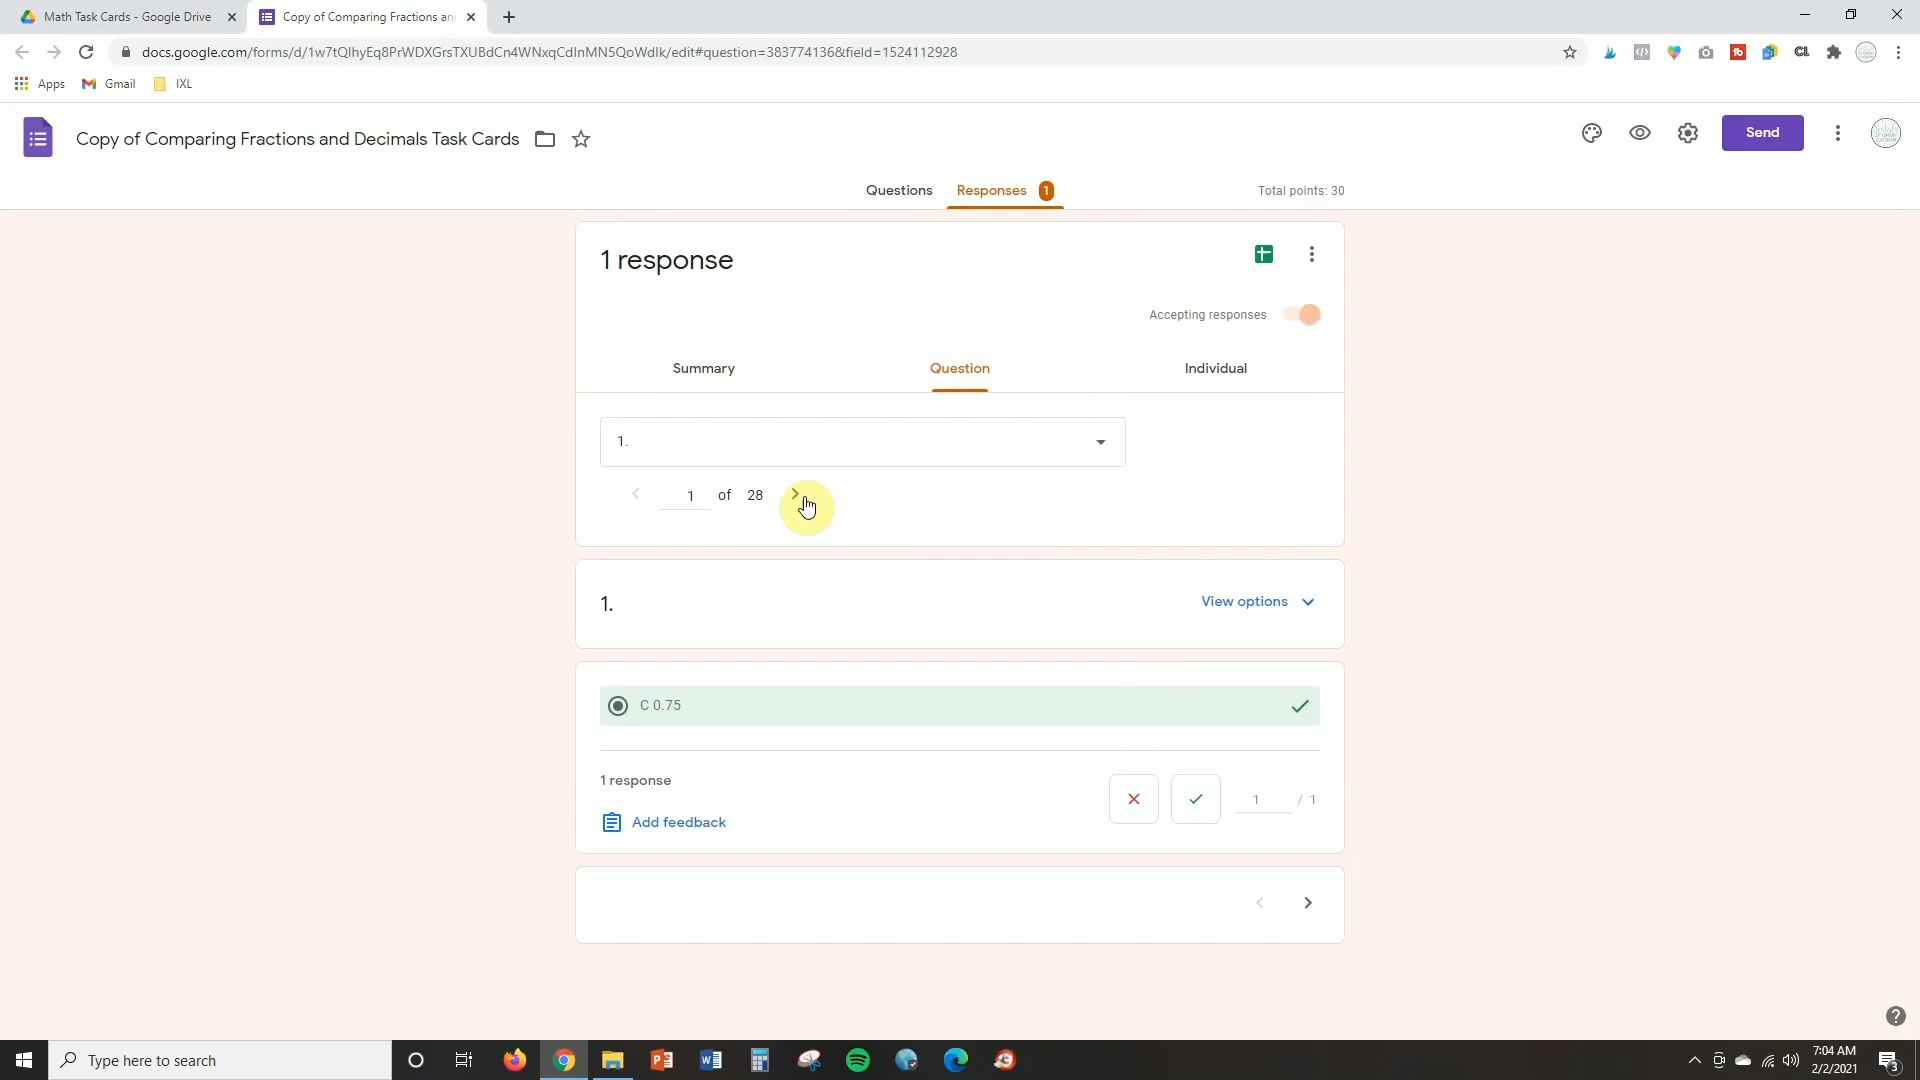 Math Task Cards - Google Drive
Copy of Comparing Fractions an
docs.google.com/forms/d/1w7tQlhyEq8PrWDXGrsTXUBdCn4WNxqCdInMN5QoWdlk/edit#question=383774136&field=1524112928
Apps
Gmail
IXL
Copy of Comparing Fractions and Decimals Task Cards
Send
Questions
Responses 1
Total points: 30
1 response
Accepting responses
Summary
Question
Individual
1.
1 of 28
1.
View options
C 0.75
1 response
1 / 1
Add feedback
Type here to search
7:04 AM
2/2/2021
3